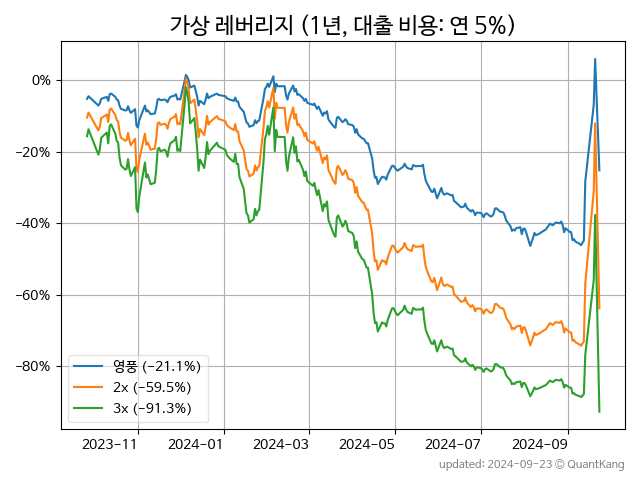 가상 레버리지 (1년, 대출 비용: 연 5%)
0%
−20%
−40%
−60%
−80%
영풍 (−21.1%)
2x (−59.5%)
3x (−91.3%)
2023−11 2024−01 2024−03 2024−05 2024−07 2024−09
updated: 2024-09-23 © QuantKang